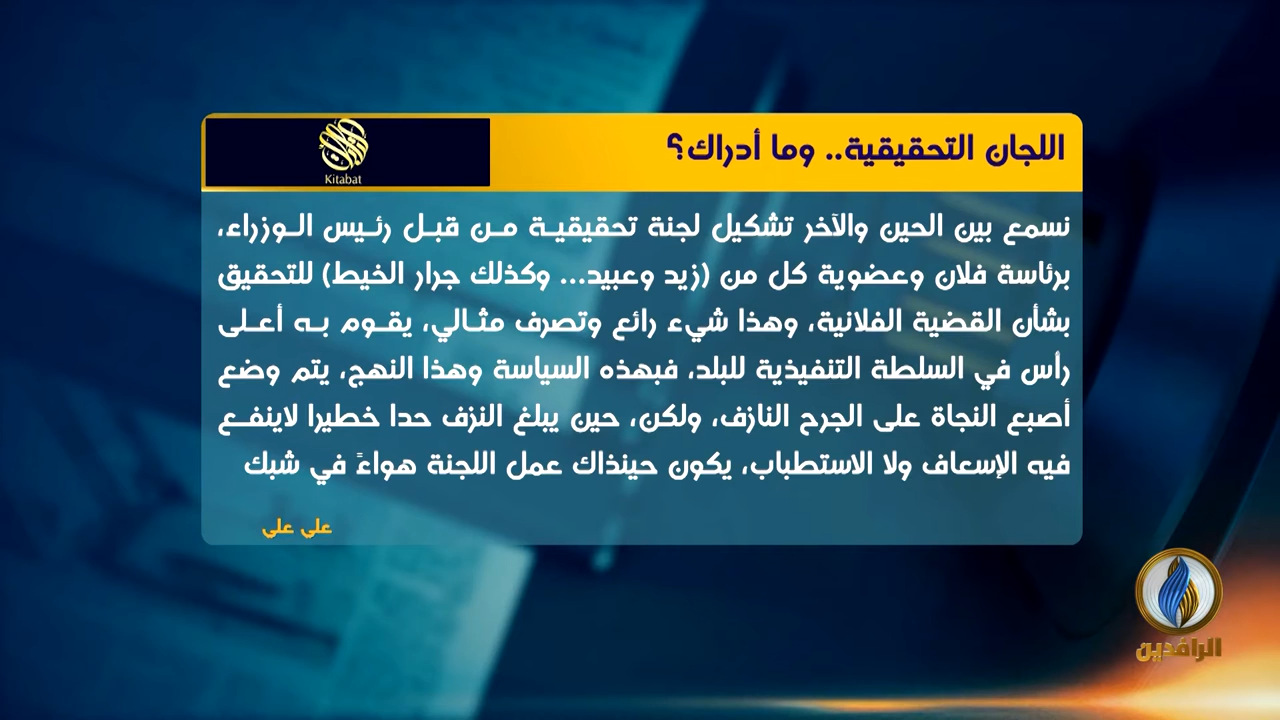 اللجان التحقيقية.. وما أدراك؟
Kitabat
نسمع بين الحين والآخر تشكيل لجنة تحقيقية من قبل رئيس الوزراء،
برئاسة فلان وعضوية كل من (زيد وعبيد... وكذلك جرار الخيط) للتحقيق
بشأن القضية الفلانية، وهذا شيء رائع وتصرف مثالي، يقوم به أعلى
رأس في السلطة التنفيذية للبلد، فبهذه السياسة وهذا النهج، يتم وضع
أصبع النجاة على الجرح النازف، ولكن، حين يبلغ النزف حدا خطيرا لاينفع
فيه الإسعاف ولا الاستطباب، يكون حينذاك عمل اللجنة هواءً في شبك
علي علي
الرافدين